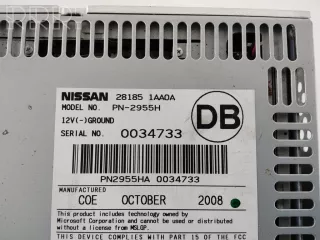 NISSAN 28185 1AA0A
MODEL NO. PN-2955H
12V(-)GROUND
SERIAL NO. 0034733
DB
PN2955HA 0034733
MANUFACTURED
COE OCTOBER 2008
This product includes technology owned by
Microsoft Corporation and cannot be used or distributed
without a license from MSLGP.
THIS DEVICE COMPLIES WITH PART 15 OF THE FCC